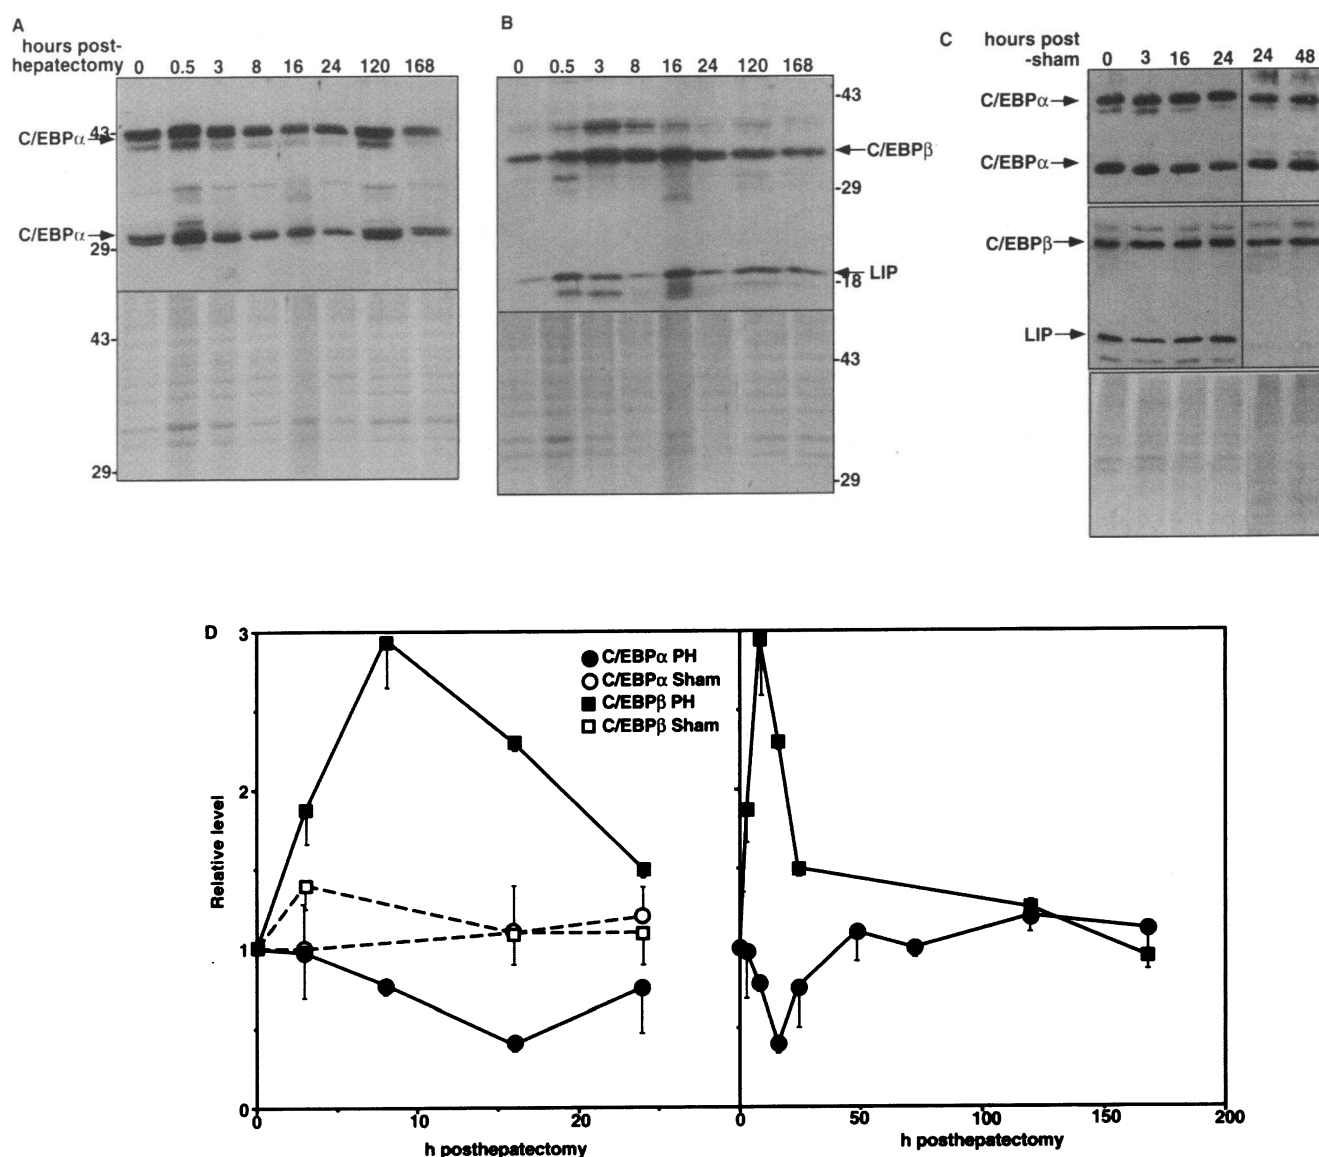 A
hours post-
hepatectomy 0 0.5 3 8 16 24 120 168
43-
C/EBPα
C/EBPα
29-
43-
29-
B
0 0.5 3 8 16 24 120 168
-43
C/EBPβ
-29
LIP
-18
-43
-29
C
hours post
-sham 0 3 16 24 24 48
C/EBPα
C/EBPα
C/EBPβ
LIP
D
3
2
1
0
Relative level
C/EBPα PH
C/EBPα Sham
C/EBPβ PH
C/EBPβ Sham
0 10 20
h posthepatectomy
0 50 100 150 200
h posthepatectomy